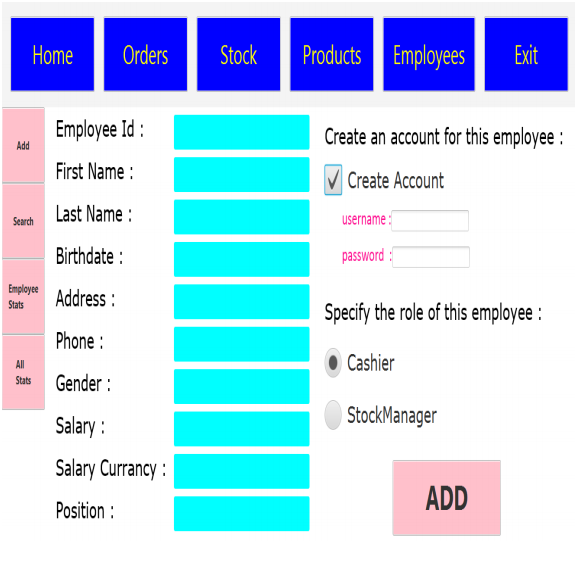 Home Orders Stock Products Employees Exit
Add
Search
Employee
Stats
All
Stats
Employee Id :
First Name :
Last Name :
Birthdate :
Address :
Phone :
Gender :
Salary :
Salary Currancy :
Position :
Create an account for this employee :
Create Account
username :
password :
Specify the role of this employee :
Cashier
StockManager
ADD